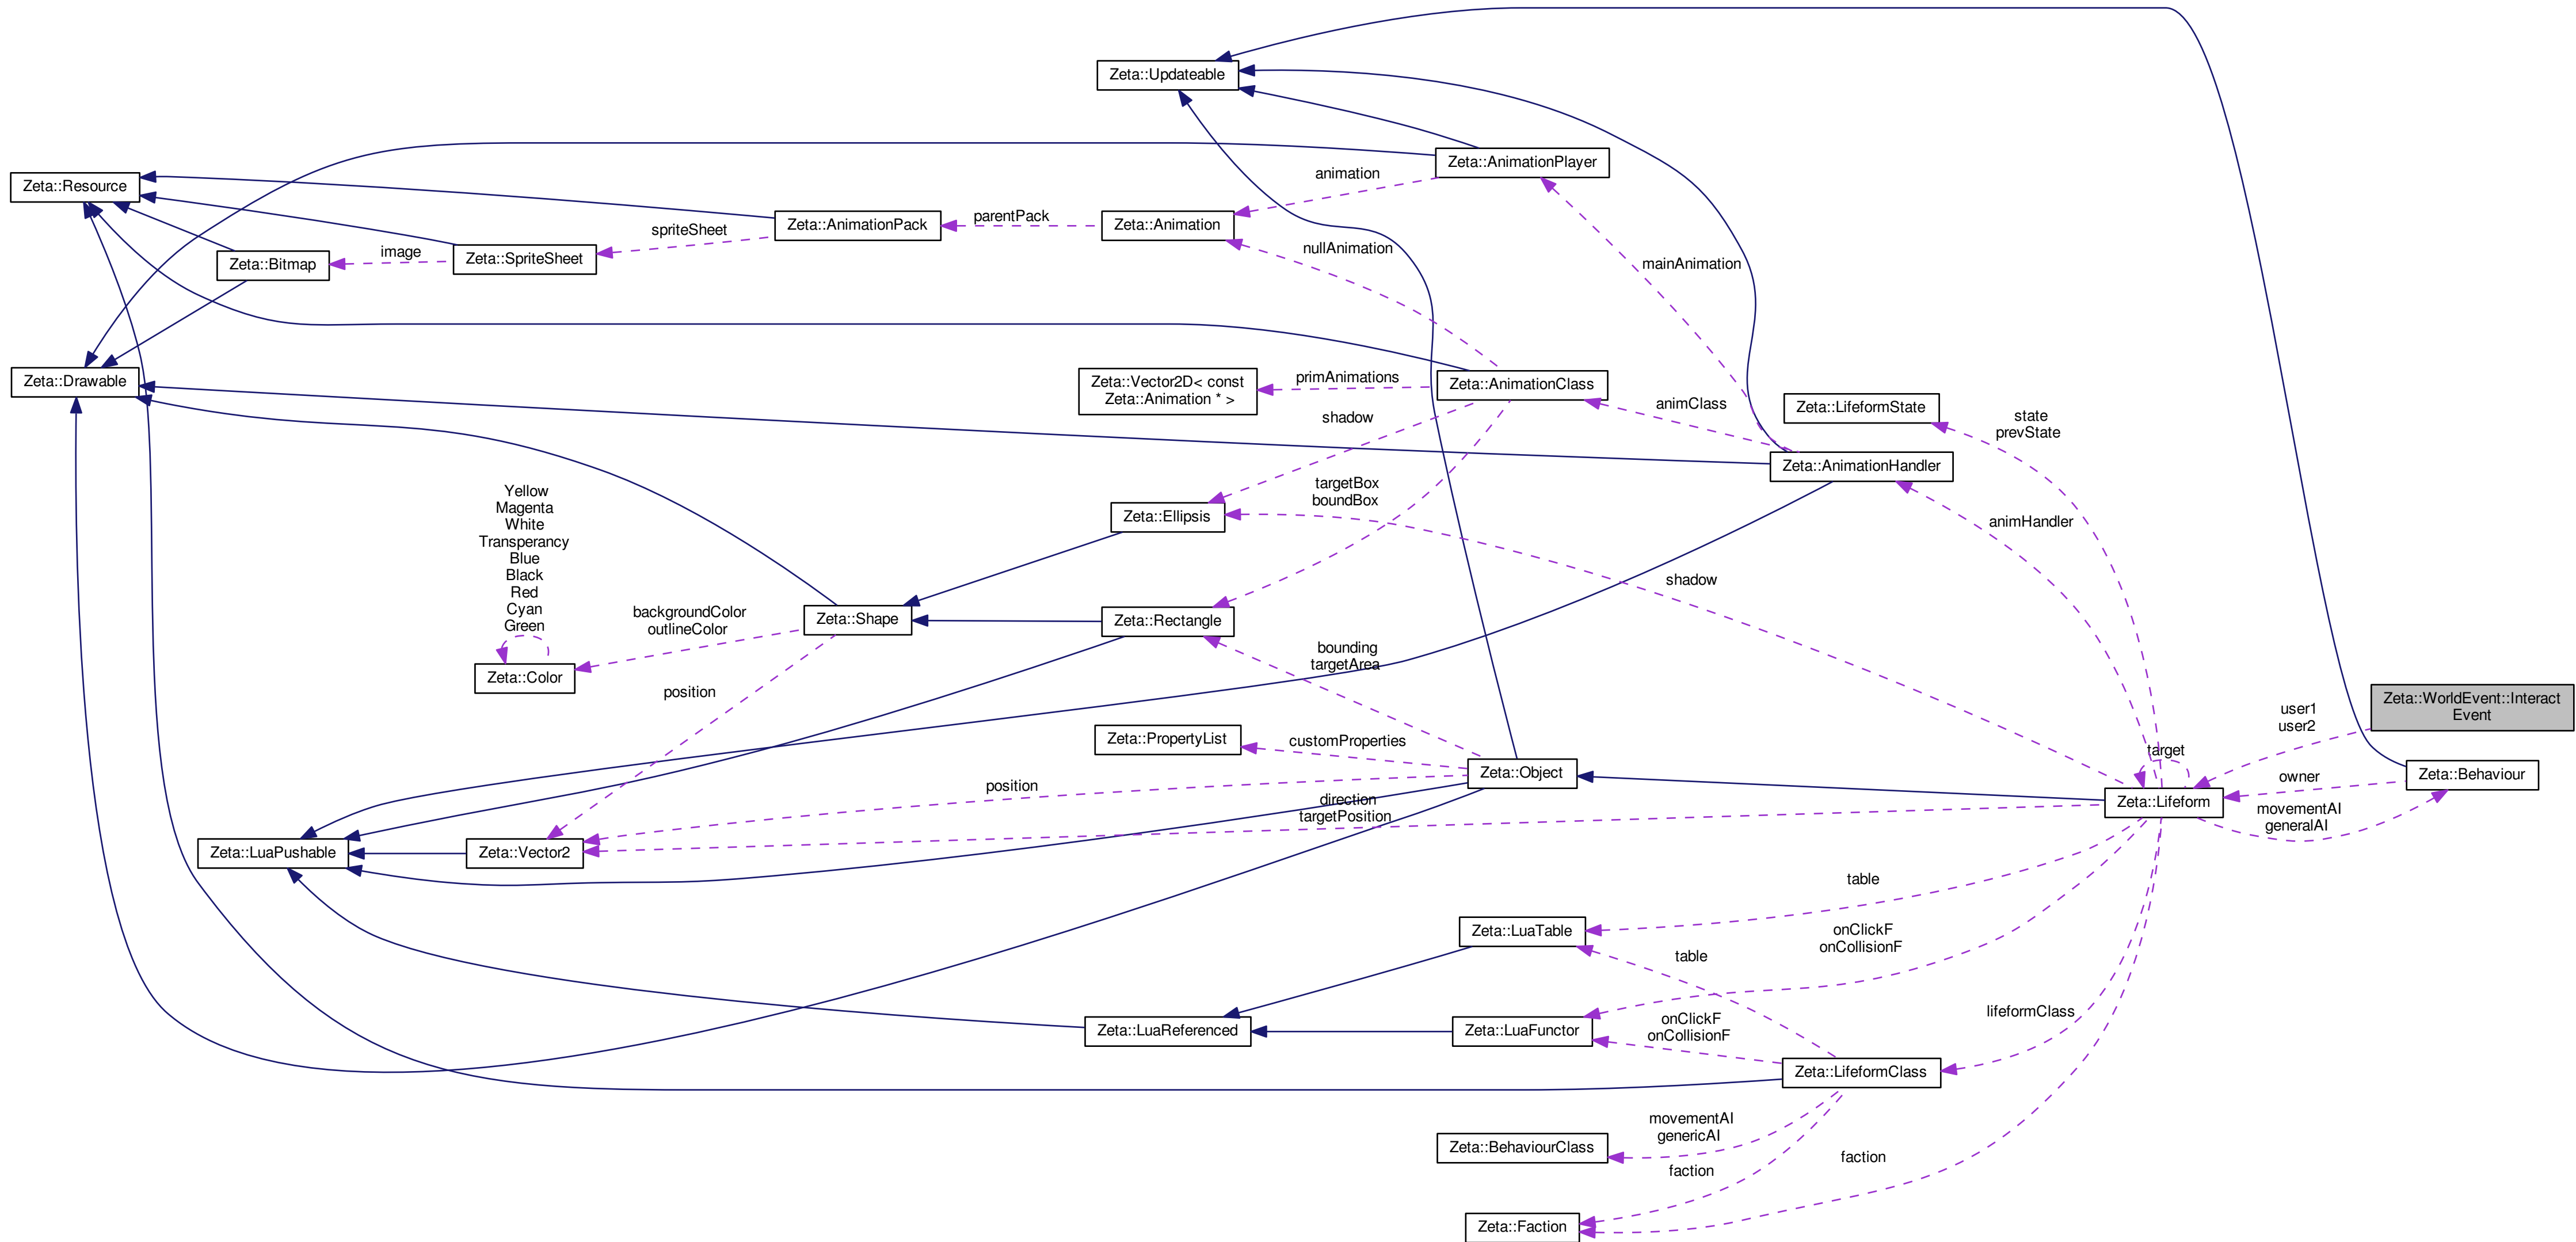 Zeta::Updateable
Zeta::AnimationPlayer
animation
Zeta::Resource
parentPack
Zeta::AnimationPack
Zeta::Animation
spriteSheet
nullAnimation
image
Zeta::SpriteSheet
Zeta::Bitmap
mainAnimation
Zeta::Drawable
Zeta::Vector2D< const
Zeta::Animation * >
primAnimations
Zeta::AnimationClass
animClass
Zeta::LifeformState
state
prevState
shadow
Zeta::AnimationHandler
targetBox
boundBox
Yellow
Magenta
White
Transperancy
Blue
Black
Red
Cyan
Green
Zeta::Ellipsis
animHandler
shadow
backgroundColor
outlineColor
Zeta::Shape
Zeta::Rectangle
bounding
targetArea
Zeta::Color
position
Zeta::WorldEvent::Interact
Event
user1
user2
Zeta::PropertyList
customProperties
target
Zeta::Object
owner
Zeta::Behaviour
position
direction
targetPosition
Zeta::Lifeform
movementAI
generalAI
Zeta::LuaPushable
Zeta::Vector2
table
Zeta::LuaTable
onClickF
onCollisionF
table
lifeformClass
Zeta::LuaReferenced
Zeta::LuaFunctor
onClickF
onCollisionF
Zeta::LifeformClass
movementAI
genericAI
Zeta::BehaviourClass
faction
faction
Zeta::Faction